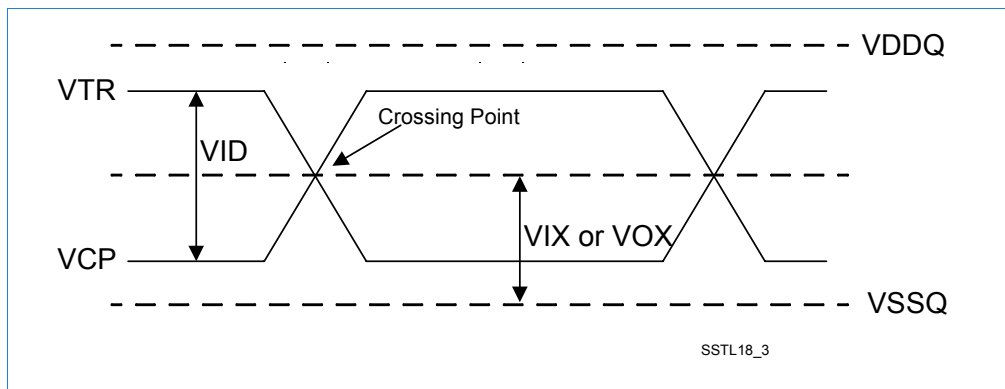 VDDQ
VTR
Crossing Point
VID
VIX or VOX
VCP
VSSQ
SSTL18_3